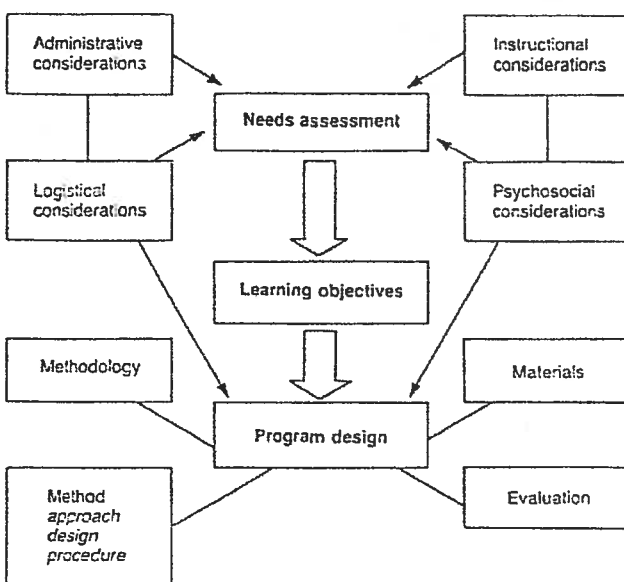 Administrative
considerations
Instructional
considerations
Needs assessment
Logistical
considerations
Psychosocial
considerations
Learning objectives
Methodology
Materials
Program design
Method
approach
design
procedure
Evaluation